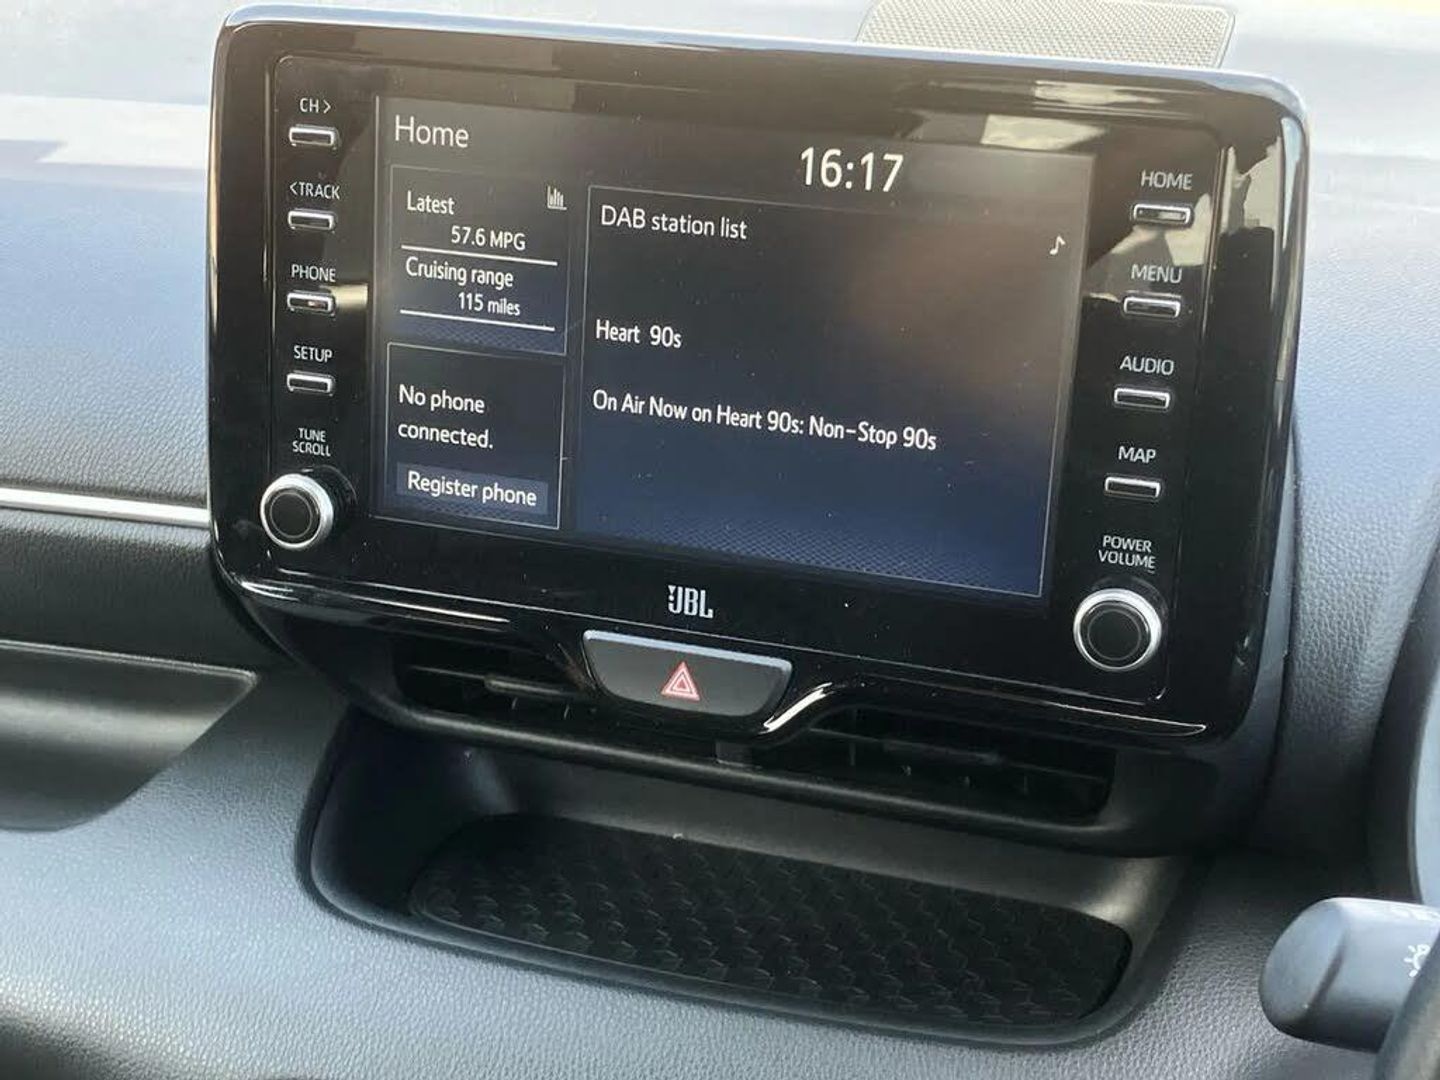 CH >
< TRACK
PHONE
SETUP
TUNE
SCROLL
Home
16:17
Latest
57.6 MPG
Cruising range
115 miles
No phone
connected.
Register phone
DAB station list
Heart 90s
On Air Now on Heart 90s: Non-Stop 90s
HOME
MENU
AUDIO
MAP
POWER
VOLUME
JBL